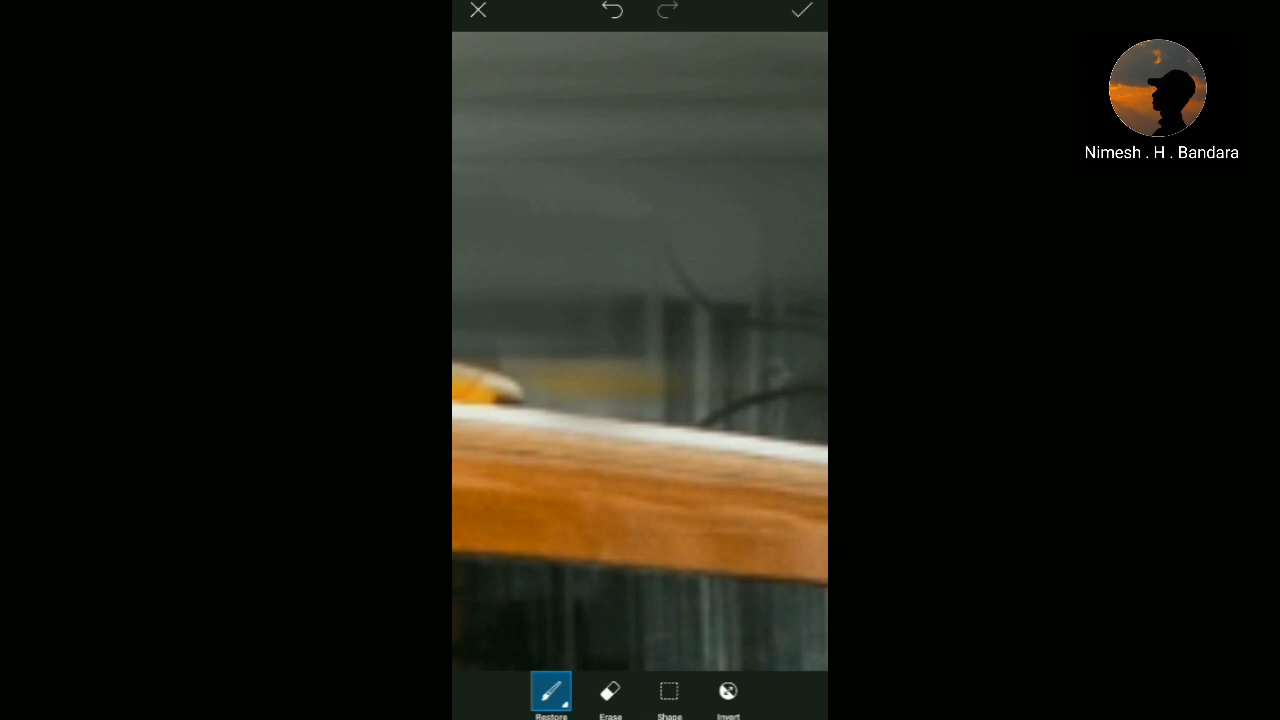 Nimesh . H . Bandara
Restore
Erase
Shape
Invert